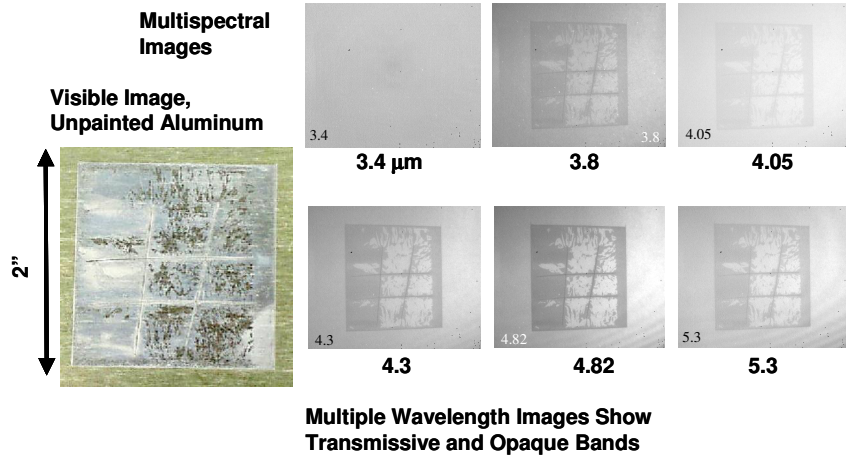 Multispectral
Images
Visible Image,
Unpainted Aluminum
2”
3.4
3.4 μm
3.8
3.8
4.05
4.05
4.3
4.3
4.82
4.82
5.3
5.3
Multiple Wavelength Images Show
Transmissive and Opaque Bands